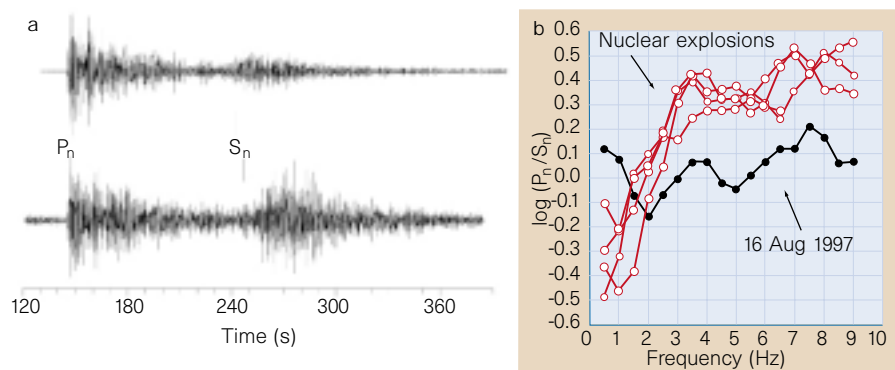 a
Pn
Sn
120 180 240 300 360
Time (s)
b
0.6
0.5
0.4
0.3
0.2
0.1
0.0
-0.1
-0.2
-0.3
-0.4
-0.5
-0.6
log (Pn/Sn)
Nuclear explosions
16 Aug 1997
0 1 2 3 4 5 6 7 8 9 10
Frequency (Hz)